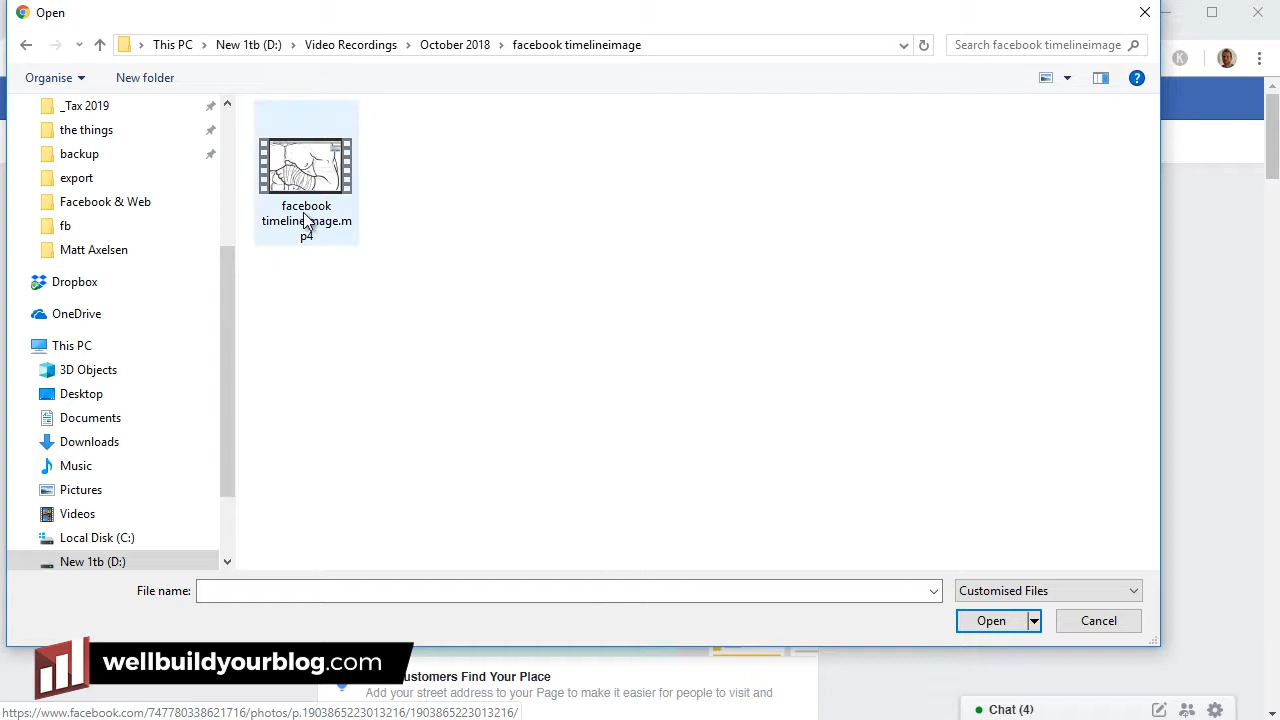 Open
This PC
New 1tb (D:)
Video Recordings
October 2018
facebook timelineimage
Search facebook timelineimage
K
Organise
New folder
?
_Tax 2019
the things
backup
export
Facebook & Web
fb
Matt Axelsen
Dropbox
OneDrive
This PC
3D Objects
Desktop
Documents
Downloads
Music
Pictures
Videos
Local Disk (C:)
New 1tb (D:)
facebook
timelineimage.m
p4
File name:
Customised Files
Open
Cancel
wellbuildyourblog.com
ustomers Find Your Place
Add your street address to your Page to make it easier for people to visit and
https://www.facebook.com/747780338621716/photos/p.1903865223013216/1903865223013216/
Chat (4)